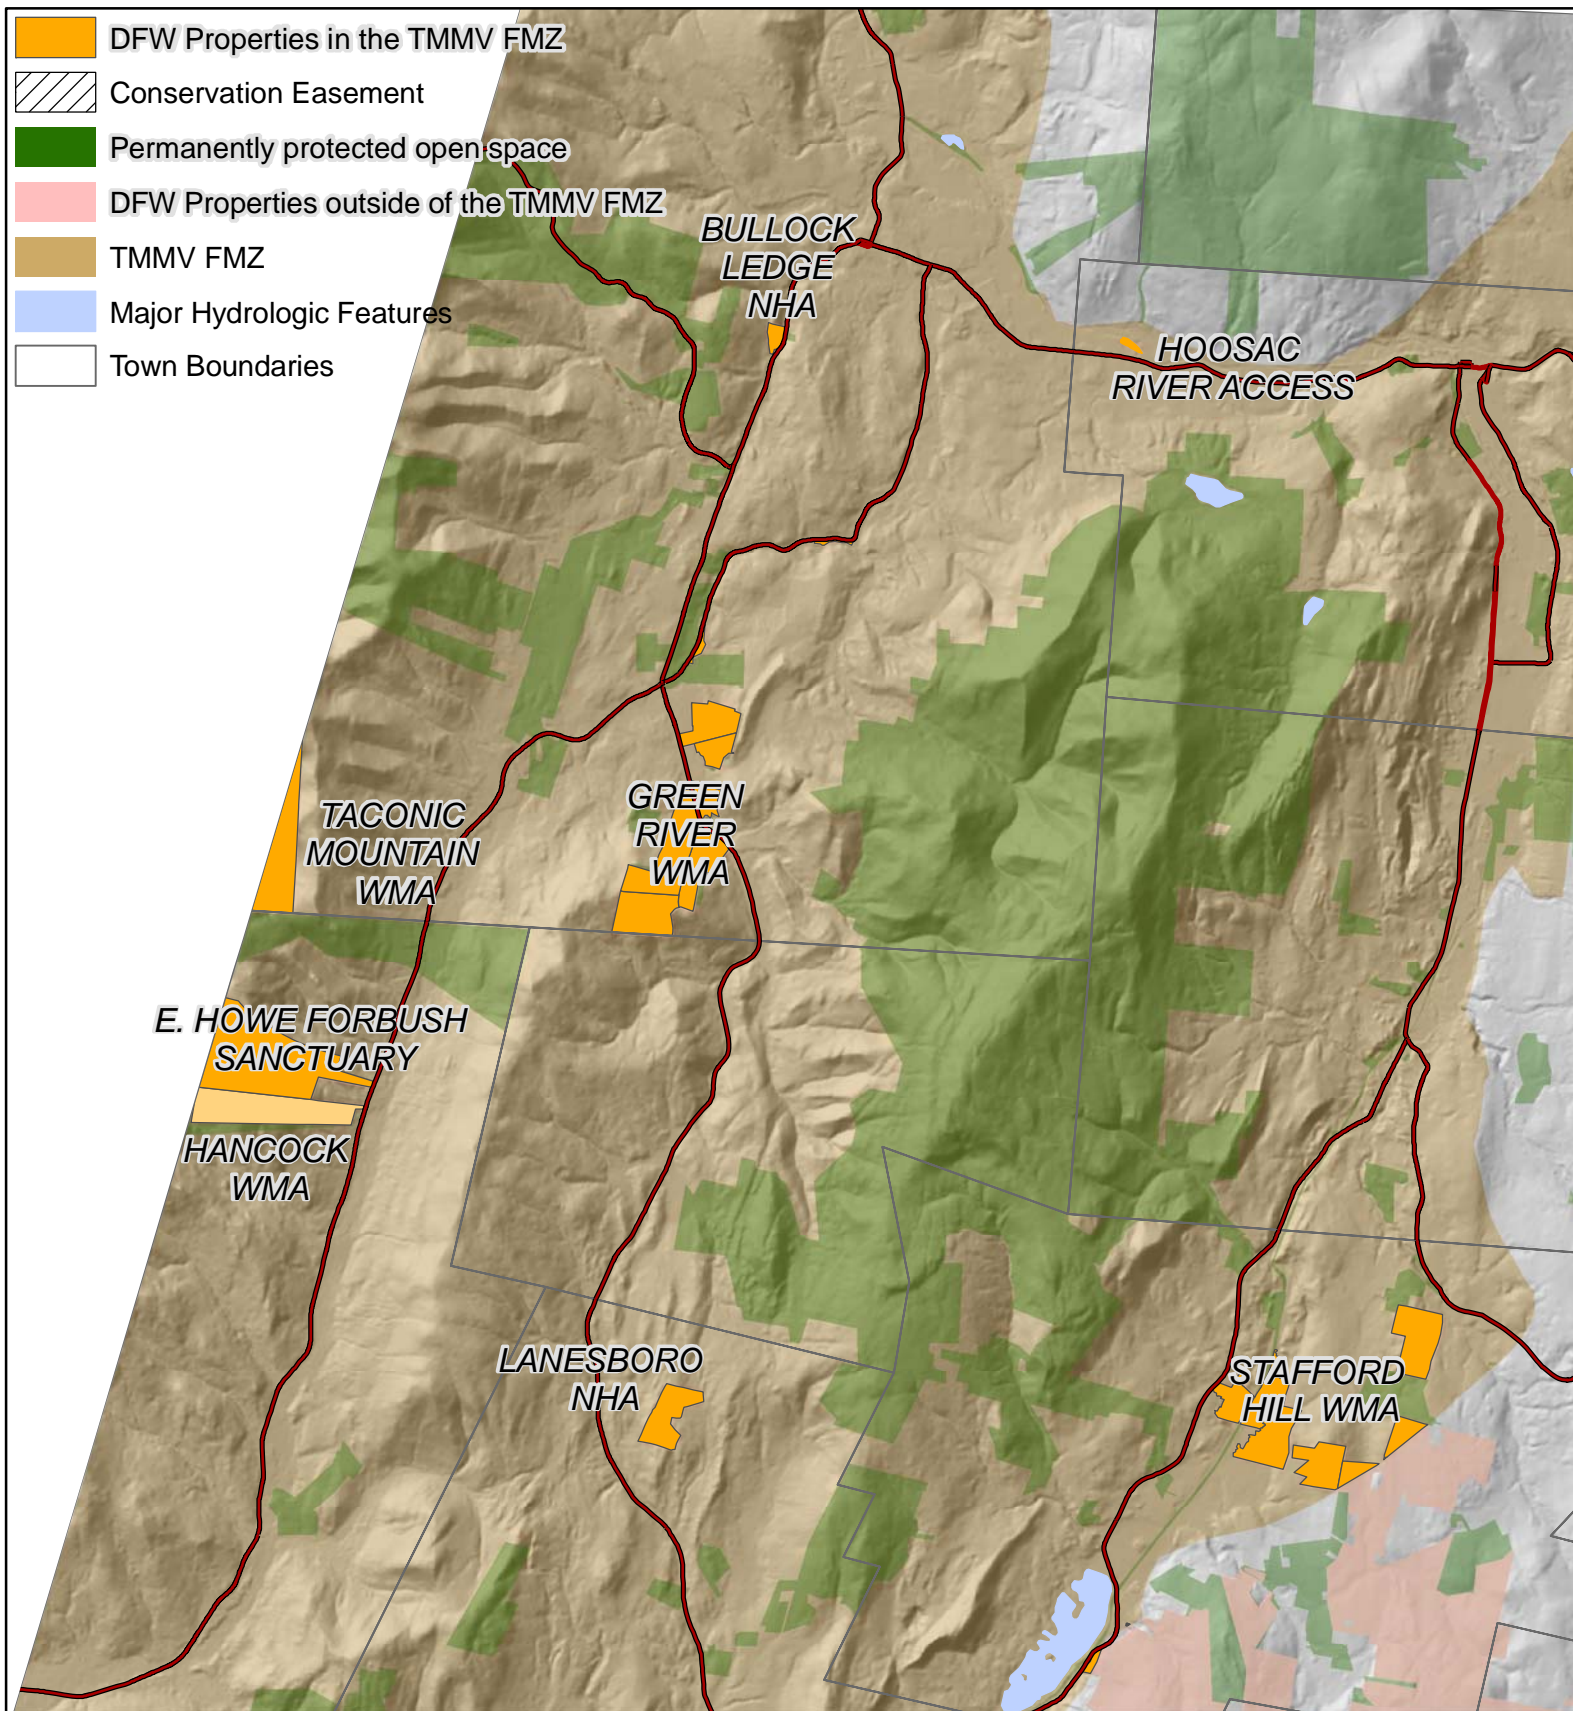 DFW Properties in the TMMV FMZ
Conservation Easement
Permanently protected open space
DFW Properties outside of the TMMV FMZ
TMMV FMZ
Major Hydrologic Features
Town Boundaries
BULLOCK
LEDGE
NHA
HOOSAC
RIVER ACCESS
TACONIC
MOUNTAIN
WMA
GREEN
RIVER
WMA
E. HOWE FORBUSH
SANCTUARY
HANCOCK
WMA
LANESBORO
NHA
STAFFORD
HILL WMA